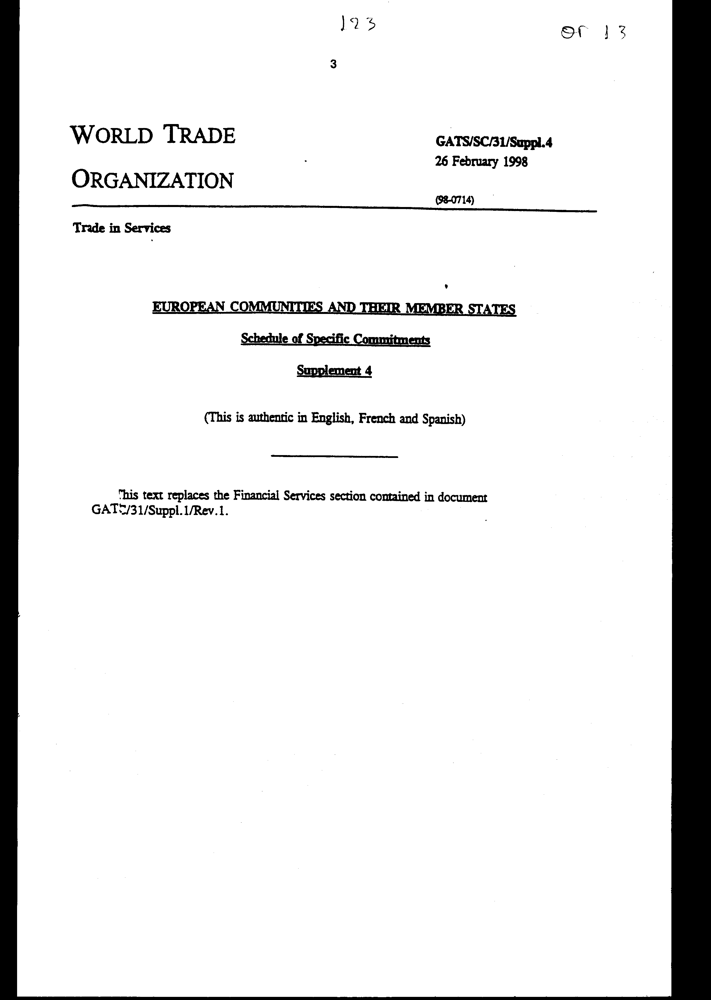 123
or 13
3
WORLD TRADE
ORGANIZATION
GATS/SC/31/Suppl.4
26 February 1998
(98-0714)
Trade in Services
EUROPEAN COMMUNITIES AND THEIR MEMBER STATES
Schedule of Specific Commitments
Supplement 4
(This is authentic in English, French and Spanish)
This text replaces the Financial Services section contained in document
/31/Suppl.1/Rev.1.